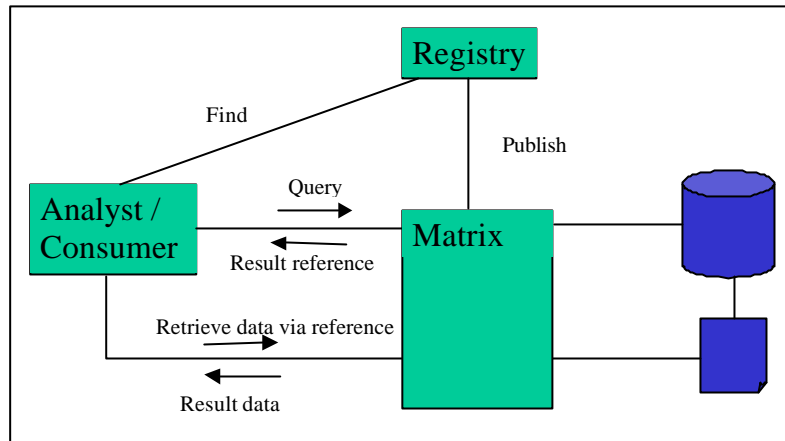 Registry
Find
Publish
Query
Analyst /
Consumer
Matrix
Result reference
Retrieve data via reference
Result data